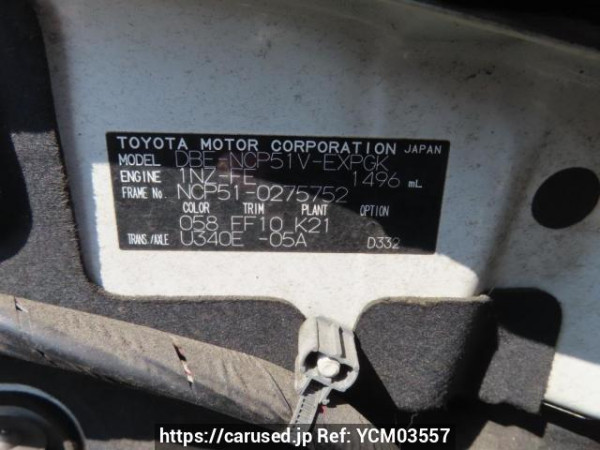 TOYOTA MOTOR CORPORATION JAPAN
MODEL DBE-NCP51V-EXPGK
ENGINE 1NZ-FE 1496 mL
FRAME No. NCP51-0275752
COLOR TRIM PLANT OPTION
058 FF10 K21
TRANS./AXLE U340E -05A D332
https://carused.jp Ref: YCM03557